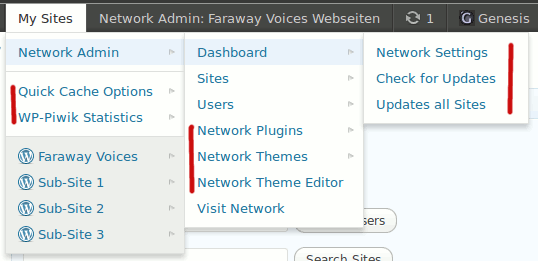 My Sites Network Admin: Faraway Voices Webseiten 1 Genesis
Network Admin
Quick Cache Options
WP-Piwik Statistics
Faraway Voices
Sub-Site 1
Sub-Site 2
Sub-Site 3
Dashboard
Sites
Users
Network Plugins
Network Themes
Network Theme Editor
Visit Network
Network Settings
Check for Updates
Updates all Sites
Search Sites